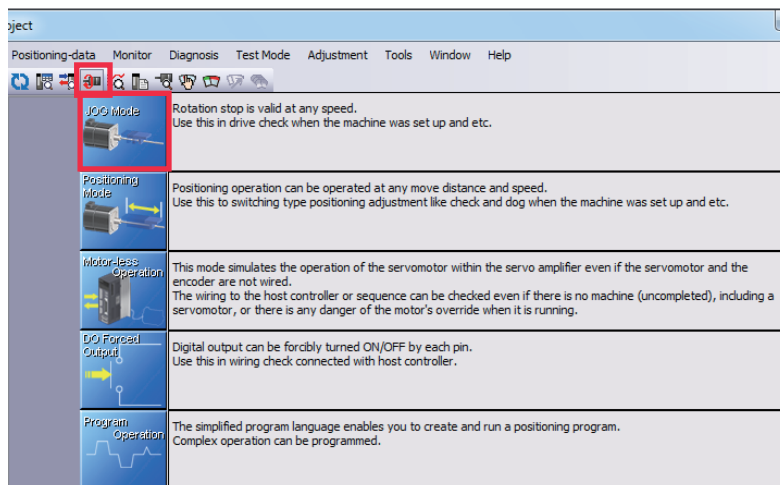 oject
Positioning-data Monitor Diagnosis Test Mode Adjustment Tools Window Help
JOG Mode
Rotation stop is valid at any speed.
Use this in drive check when the machine was set up and etc.
Positioning
Mode
Positioning operation can be operated at any move distance and speed.
Use this to switching type positioning adjustment like check and dog when the machine was set up and etc.
Motor-less
Operation
This mode simulates the operation of the servomotor within the servo amplifier even if the servomotor and the
encoder are not wired.
The wiring to the host controller or sequence can be checked even if there is no machine (uncompleted), including a
servomotor, or there is any danger of the motor's override when it is running.
DO Forced
Output
Digital output can be forcibly turned ON/OFF by each pin.
Use this in wiring check connected with host controller.
Program
Operation
The simplified program language enables you to create and run a positioning program.
Complex operation can be programmed.